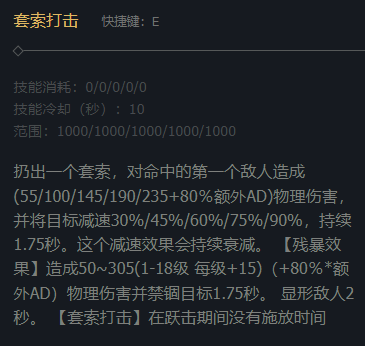 套索打击 快捷键：E
技能消耗：0/0/0/0/0
技能冷却（秒）：10
范围：1000/1000/1000/1000/1000
扔出一个套索，对命中的第一个敌人造成
(55/100/145/190/235+80%额外AD)物理伤害，
并将目标减速30%/45%/60%/75%/90%，持续
1.75秒。这个减速效果会持续衰减。 【残暴效
果】造成50~305(1-18级 每级+15)（+80%*额
外AD）物理伤害并禁锢目标1.75秒。 显形敌人2
秒。 【套索打击】在跃击期间没有施放时间